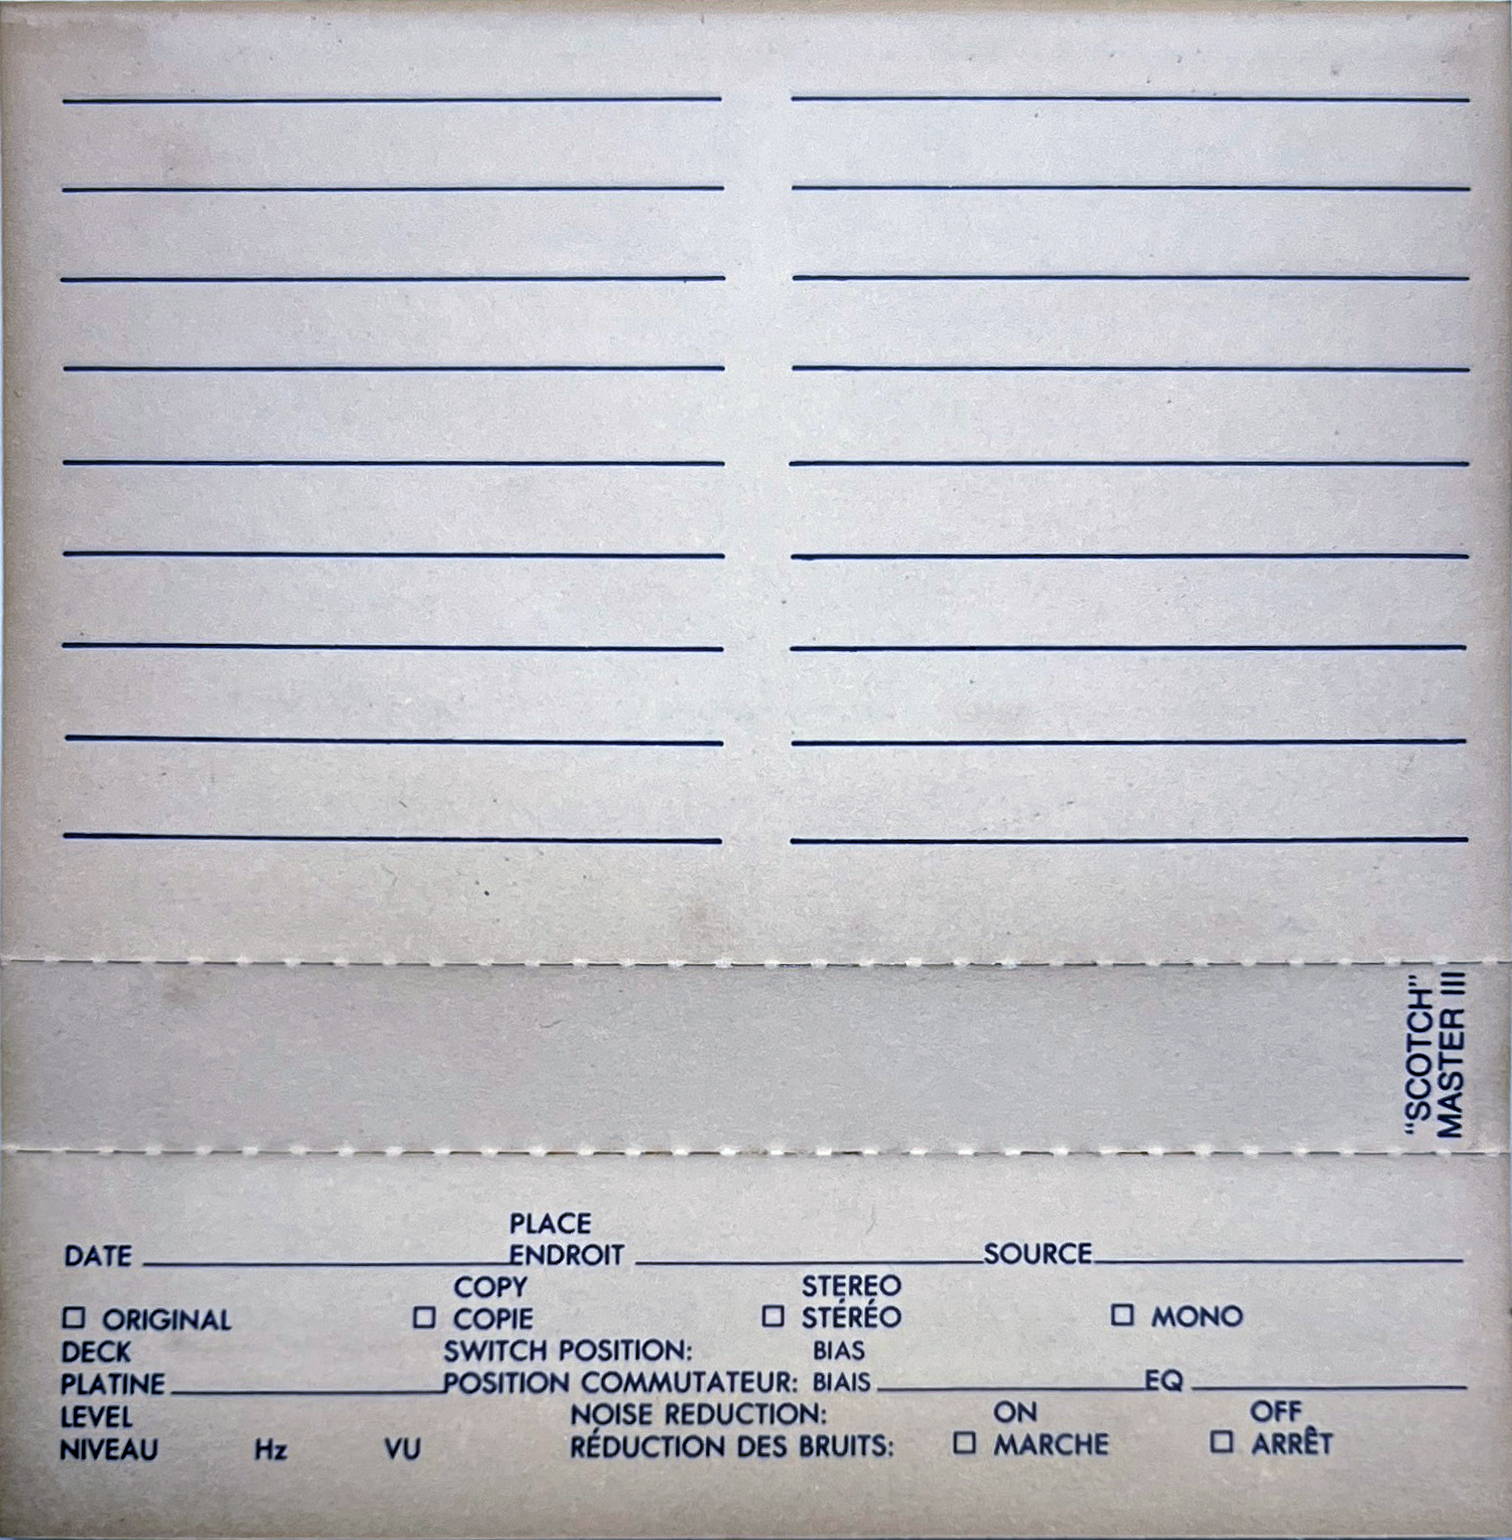 "SCOTCH"
MASTER III
PLACE
DATE ENDROIT SOURCE
COPY STEREO
ORIGINAL COPIE STÉRÉO MONO
DECK SWITCH POSITION: BIAS
PLATINE POSITION COMMUTATEUR: BIAIS EQ
LEVEL NOISE REDUCTION: ON OFF
NIVEAU Hz VU RÉDUCTION DES BRUITS: MARCHE ARRÊT